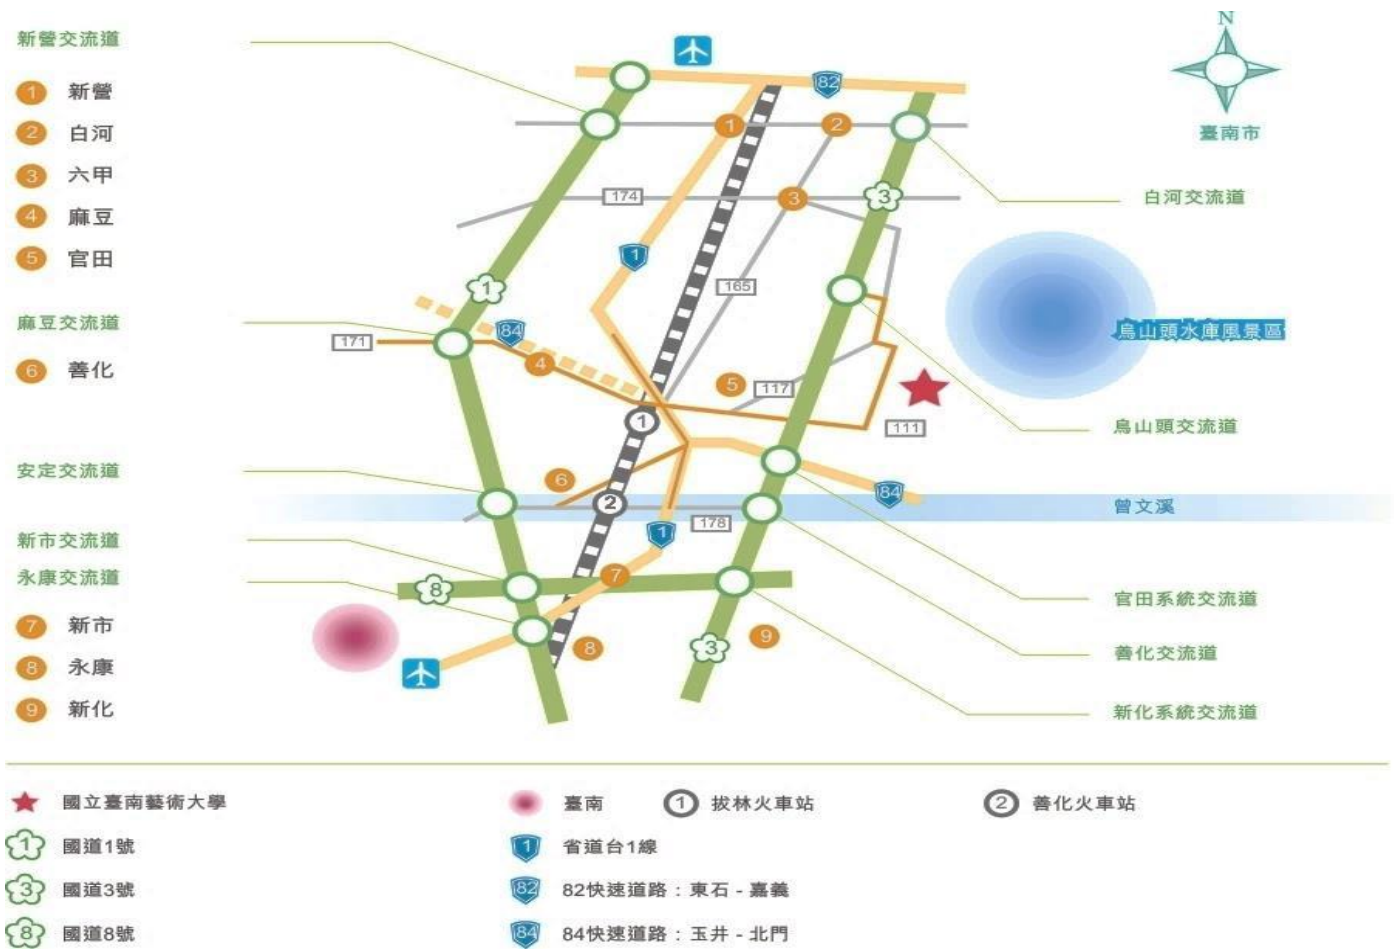 新營交流道
1 新營
2 白河
3 六甲
4 麻豆
5 官田
麻豆交流道
6 善化
安定交流道
新市交流道
永康交流道
7 新市
8 永康
9 新化
N
臺南市
82
1
2
174
3
3
白河交流道
1
165
1
84
171
4
5
117
烏山頭水庫風景區
1
111
烏山頭交流道
6
2
84
178
曾文溪
1
8
7
官田系統交流道
8
3
9
善化交流道
新化系統交流道
國立臺南藝術大學
臺南
1 拔林火車站
2 善化火車站
1 國道1號
1 省道台1線
3 國道3號
82 82快速道路：東石 - 嘉義
8 國道8號
84 84快速道路：玉井 - 北門